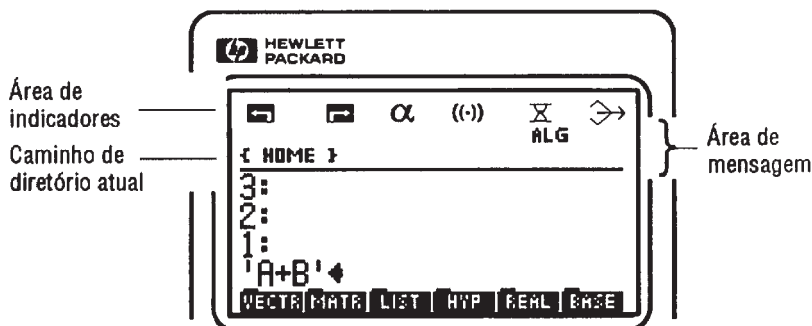 HEWLETT
PACKARD
Área de
indicadores
Caminho de
diretório atual
α ((·))
ALG
Área de
mensagem
{ HOME }
3:
2:
1:
'A+B'◀
VECTR MATR LIST HYP REAL BASE